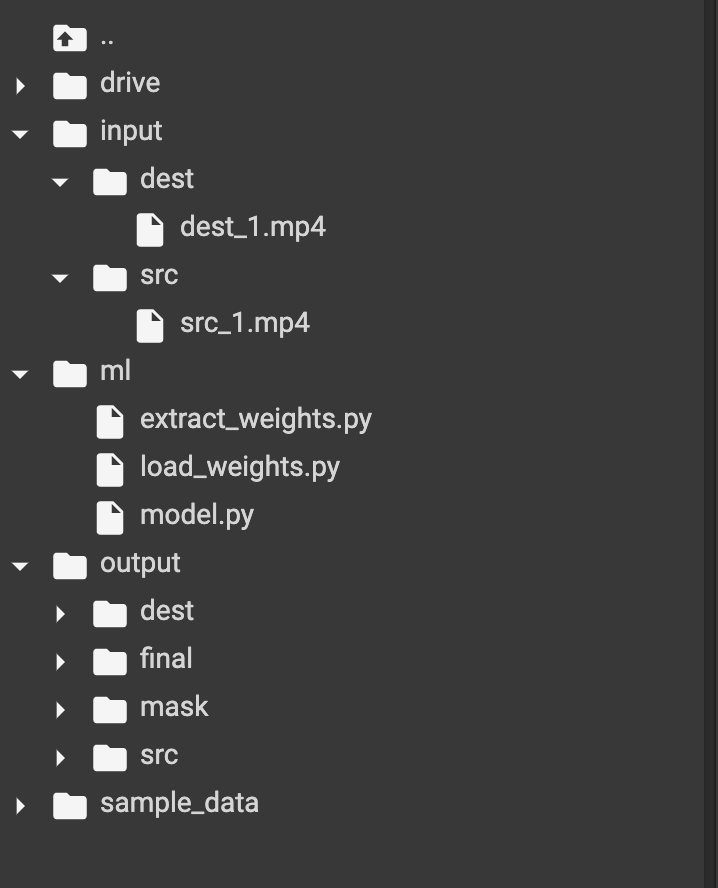 ..
drive
input
dest
dest_1.mp4
src
src_1.mp4
ml
extract_weights.py
load_weights.py
model.py
output
dest
final
mask
src
sample_data